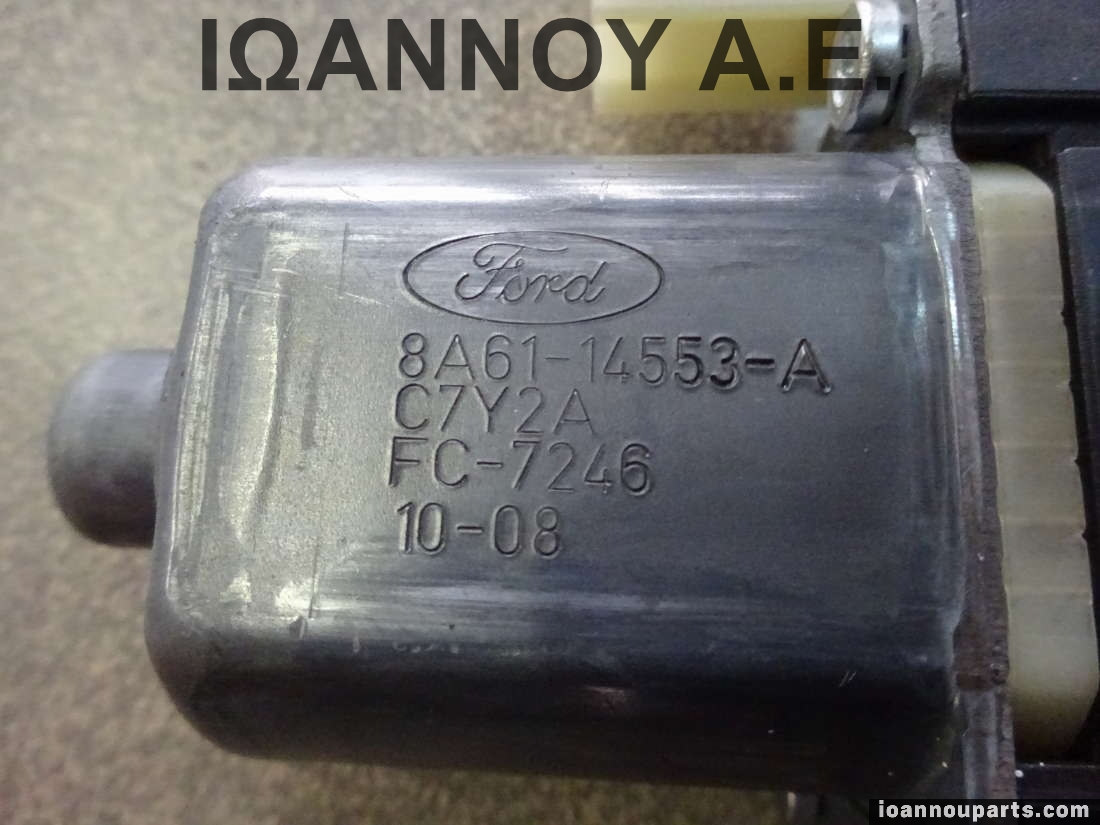 ΙΩΑΝΝΟΥ Α.Ε.
Ford
8A61-14553-A
C7Y2A
FC-7246
10-08
ioannouparts.com